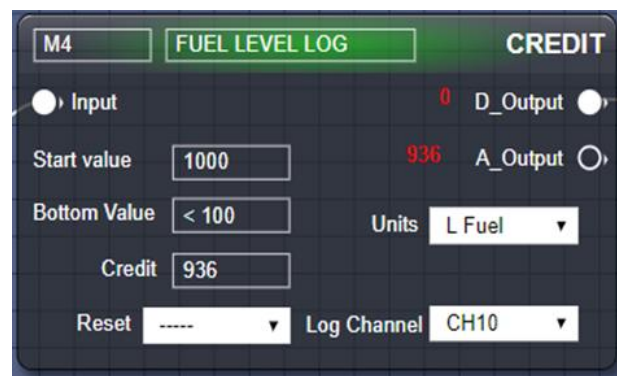 M4 FUEL LEVEL LOG CREDIT
Input 0 D_Output
Start value 1000 936 A_Output
Bottom Value < 100 Units L Fuel
Credit 936
Reset ----- Log Channel CH10